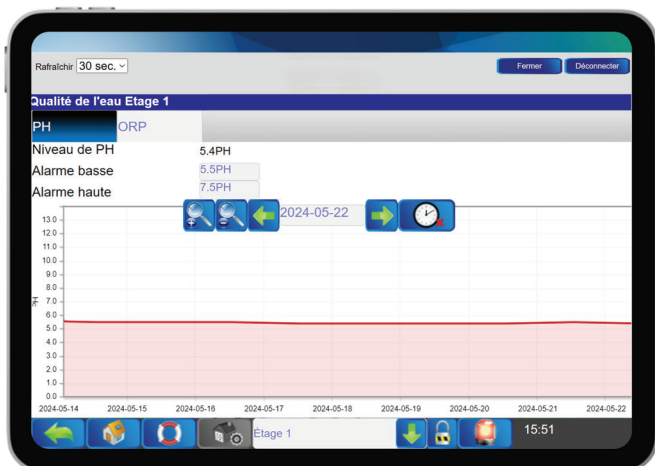 Rafraîchir 30 sec. Fermer Déconnecter
Qualité de l'eau Etage 1
PH ORP
Niveau de PH 5.4PH
Alarme basse 5.5PH
Alarme haute 7.5PH
2024-05-22
13.0
12.0
11.0
10.0
9.0
8.0
7.0
PH
6.0
5.0
4.0
3.0
2.0
1.0
0.0
2024-05-14 2024-05-15 2024-05-16 2024-05-17 2024-05-18 2024-05-19 2024-05-20 2024-05-21 2024-05-22
Étage 1 15:51